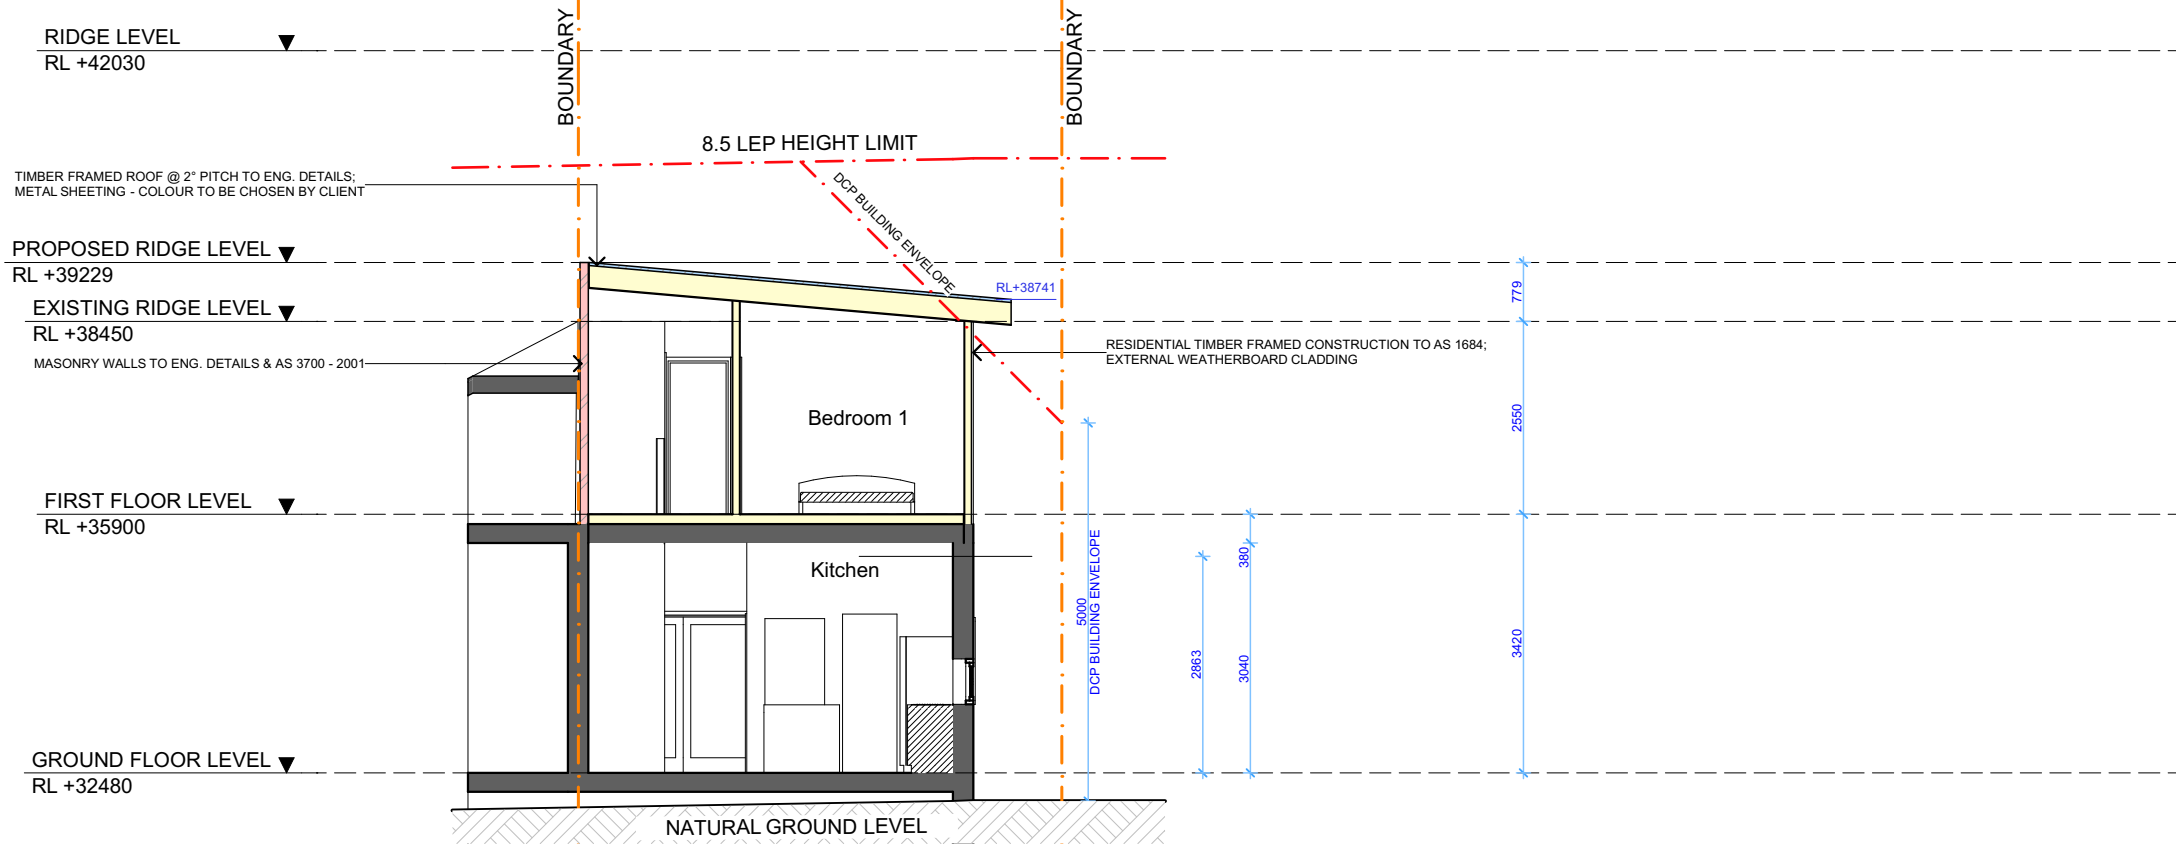 BOUNDARY
BOUNDARY
RIDGE LEVEL
RL +42030
8.5 LEP HEIGHT LIMIT
TIMBER FRAMED ROOF @ 2° PITCH TO ENG. DETAILS;
METAL SHEETING - COLOUR TO BE CHOSEN BY CLIENT
DCP BUILDING ENVELOPE
PROPOSED RIDGE LEVEL
RL +39229
RL+38741
779
EXISTING RIDGE LEVEL
RL +38450
MASONRY WALLS TO ENG. DETAILS & AS 3700 - 2001
RESIDENTIAL TIMBER FRAMED CONSTRUCTION TO AS 1684;
EXTERNAL WEATHERBOARD CLADDING
Bedroom 1
2550
FIRST FLOOR LEVEL
RL +35900
380
Kitchen
5000
DCP BUILDING ENVELOPE
2863
3040
3420
GROUND FLOOR LEVEL
RL +32480
NATURAL GROUND LEVEL